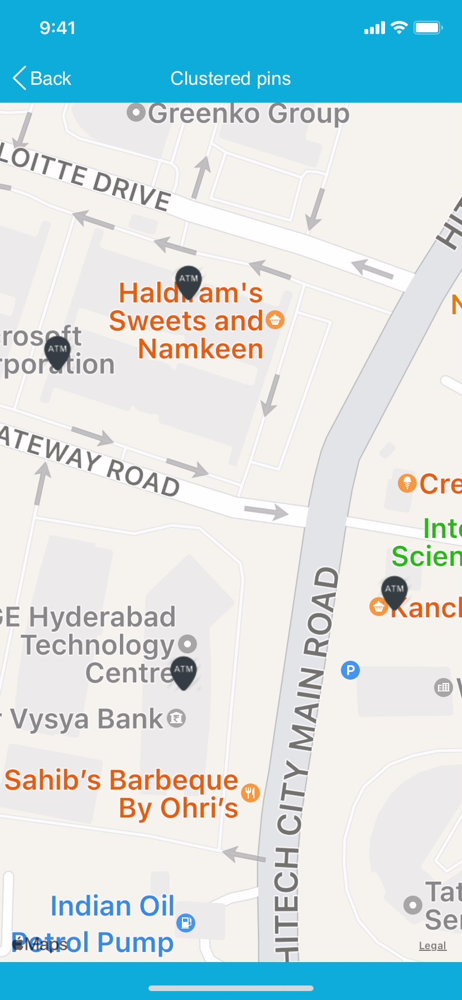 9:41
Back
Clustered pins
Greenko Group
LOITTE DRIVE
HIT
ATM
Haldiram's
Sweets and
Namkeen
N
crosoft
ATM
rporation
ATEWAY ROAD
Cre
Inte
Scien
ATM
Kanch
GE Hyderabad
Technology
Centre
ATM
P
Vysya Bank
Sahib's Barbeque
By Ohri's
HITECH CITY MAIN ROAD
Indian Oil
Petrol Pump
Tat
Ser
Maps
Legal